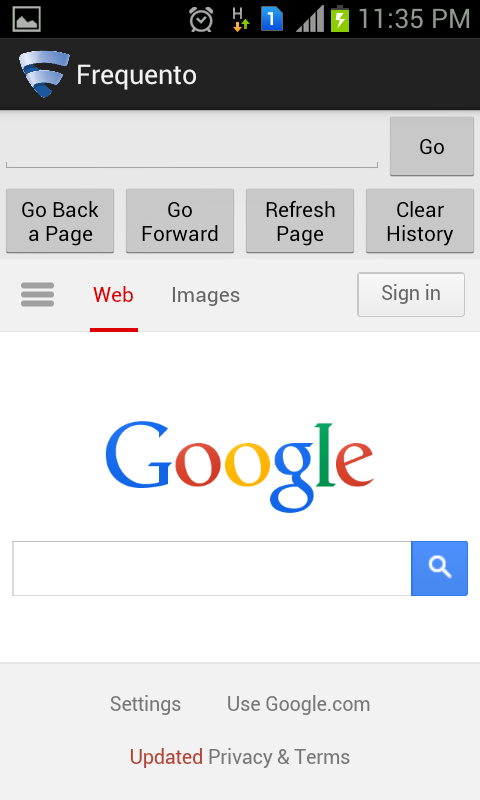 H 1 11:35 PM
Frequento
Go
Go Back
a Page
Go
Forward
Refresh
Page
Clear
History
Web Images Sign in
Google
Settings Use Google.com
Updated Privacy & Terms